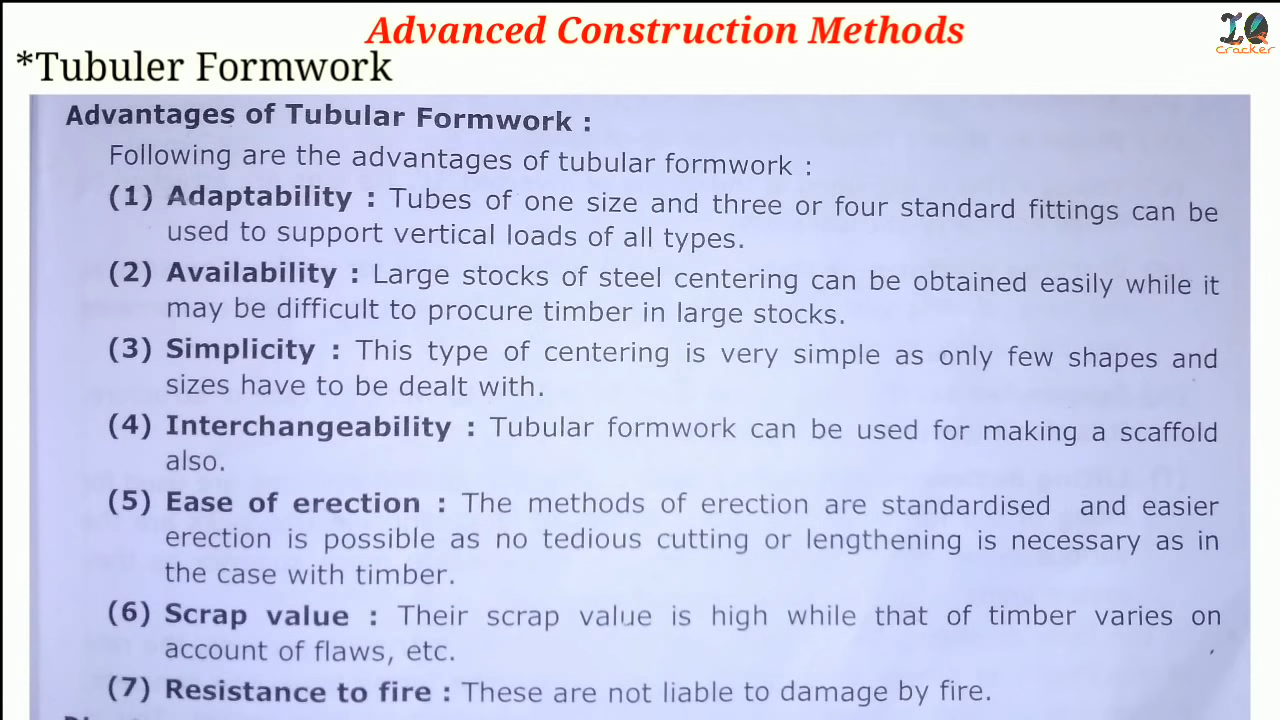 Advanced Construction Methods
IQ
cracker
*Tubuler Formwork
Advantages of Tubular Formwork :
Following are the advantages of tubular formwork :
(1) Adaptability : Tubes of one size and three or four standard fittings can be
used to support vertical loads of all types.
(2) Availability : Large stocks of steel centering can be obtained easily while it
may be difficult to procure timber in large stocks.
(3) Simplicity : This type of centering is very simple as only few shapes and
sizes have to be dealt with.
(4) Interchangeability : Tubular formwork can be used for making a scaffold
also.
(5) Ease of erection : The methods of erection are standardised and easier
erection is possible as no tedious cutting or lengthening is necessary as in
the case with timber.
(6) Scrap value : Their scrap value is high while that of timber varies on
account of flaws, etc.
(7) Resistance to fire : These are not liable to damage by fire.